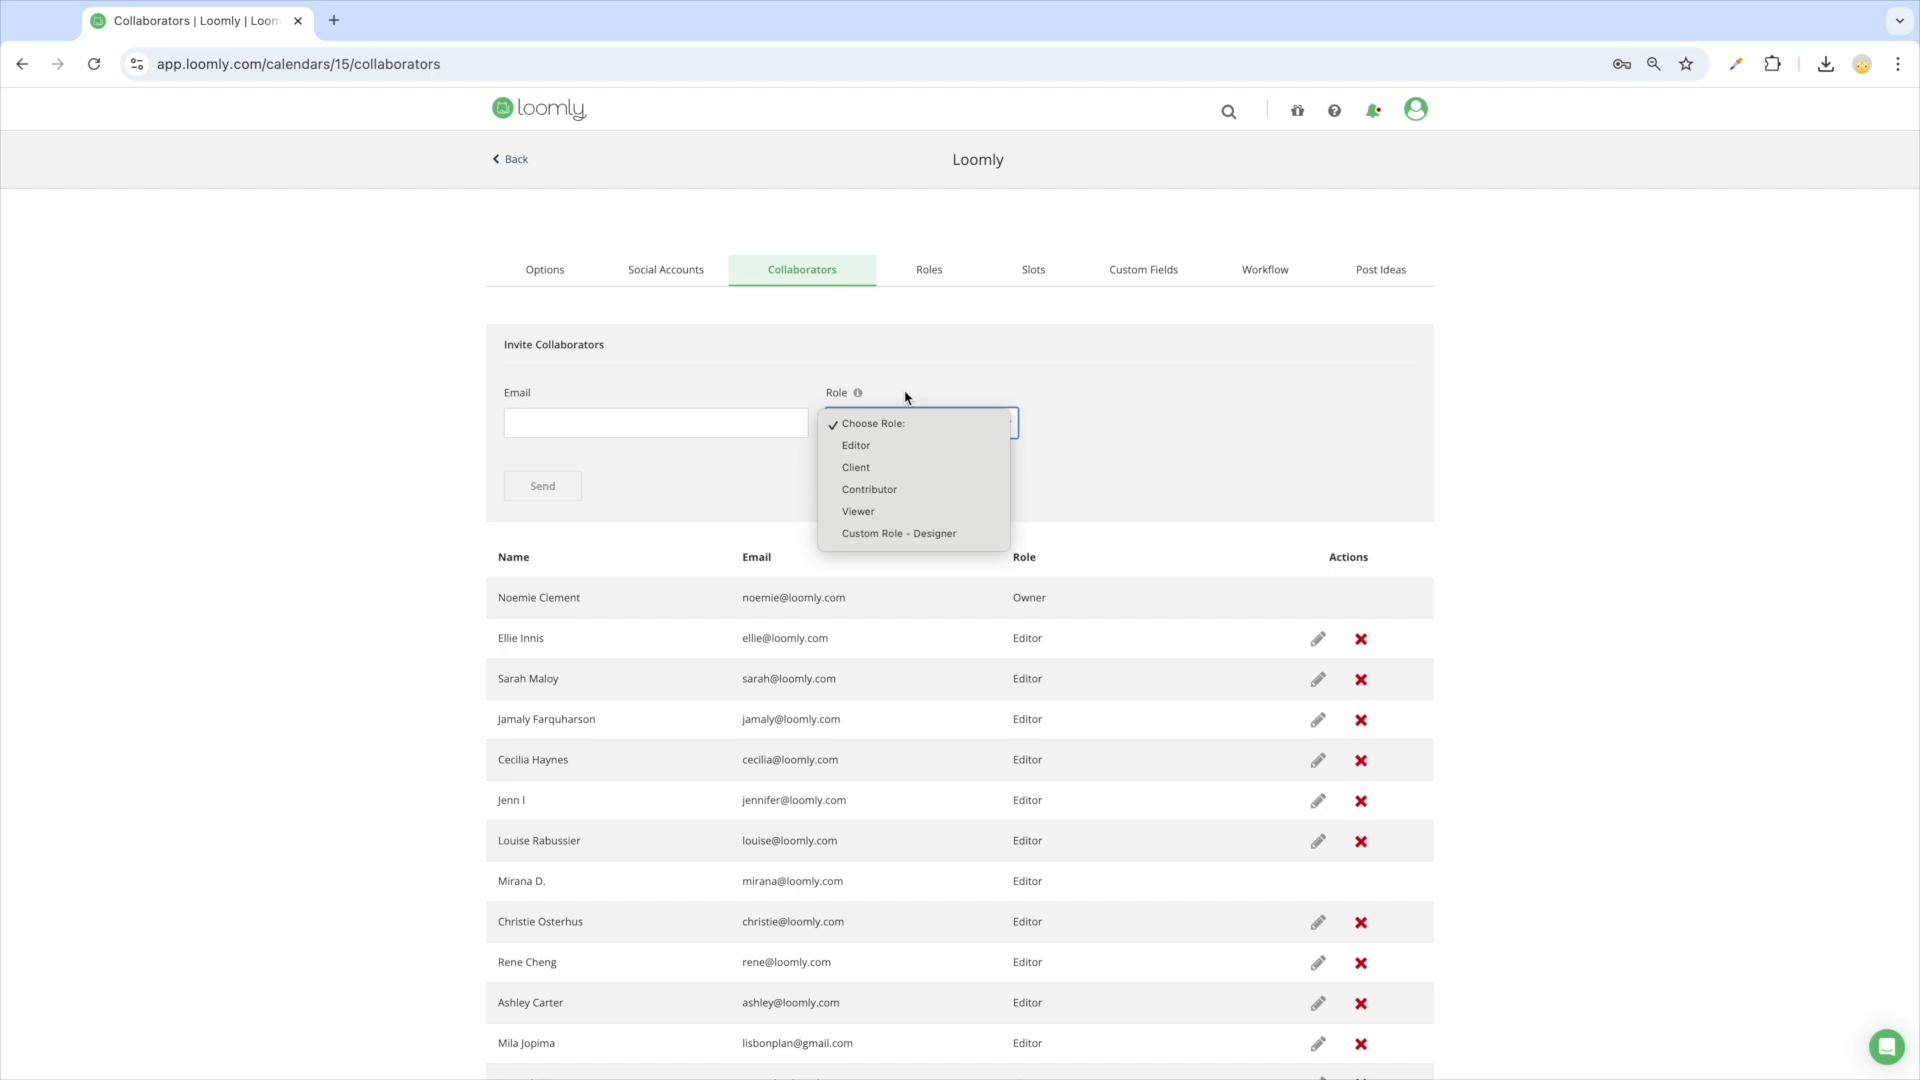 Collaborators | Loomly | Loom
app.loomly.com/calendars/15/collaborators
loomly
Back
Loomly
Options Social Accounts Collaborators Roles Slots Custom Fields Workflow Post Ideas
Invite Collaborators
Email Role
Choose Role:
Editor
Client
Contributor
Viewer
Custom Role - Designer
Send
Name Email Role Actions
Noemie Clement noemie@loomly.com Owner
Ellie Innis ellie@loomly.com Editor
Sarah Maloy sarah@loomly.com Editor
Jamaly Farquharson jamaly@loomly.com Editor
Cecilia Haynes cecilia@loomly.com Editor
Jenn l jennifer@loomly.com Editor
Louise Rabussier louise@loomly.com Editor
Mirana D. mirana@loomly.com Editor
Christie Osterhus christie@loomly.com Editor
Rene Cheng rene@loomly.com Editor
Ashley Carter ashley@loomly.com Editor
Mila Jopima lisbonplan@gmail.com Editor